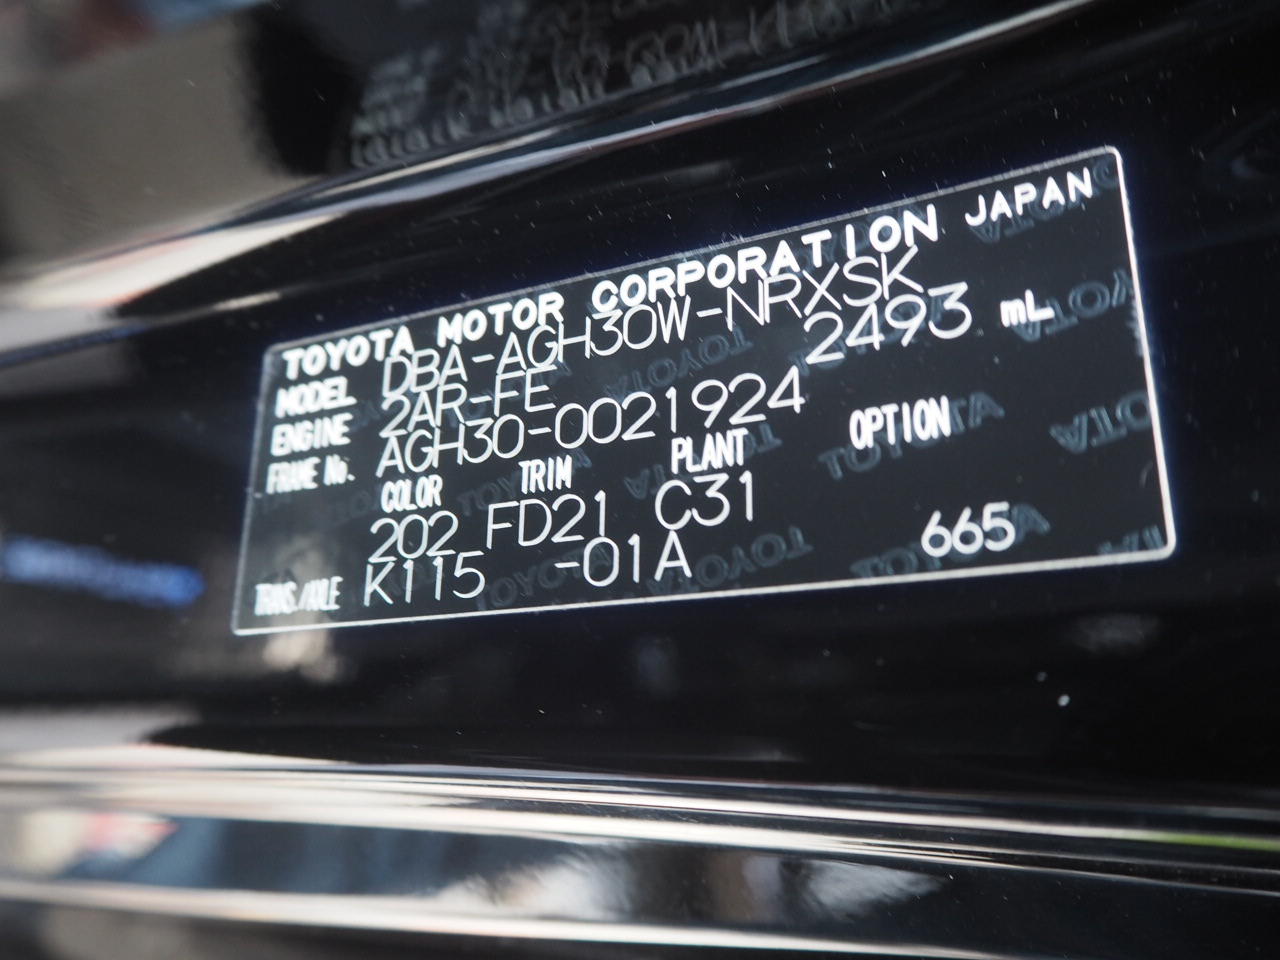 TOYOTA MOTOR CORPORATION JAPAN
MODEL DBA-AGH30W-NRXSK
ENGINE 2AR-FE 2493 mL
FRAME No. AGH30-0021924
COLOR TRIM PLANT OPTION
202 FD21 C31
TRANS./AXLE K115 -01A 665